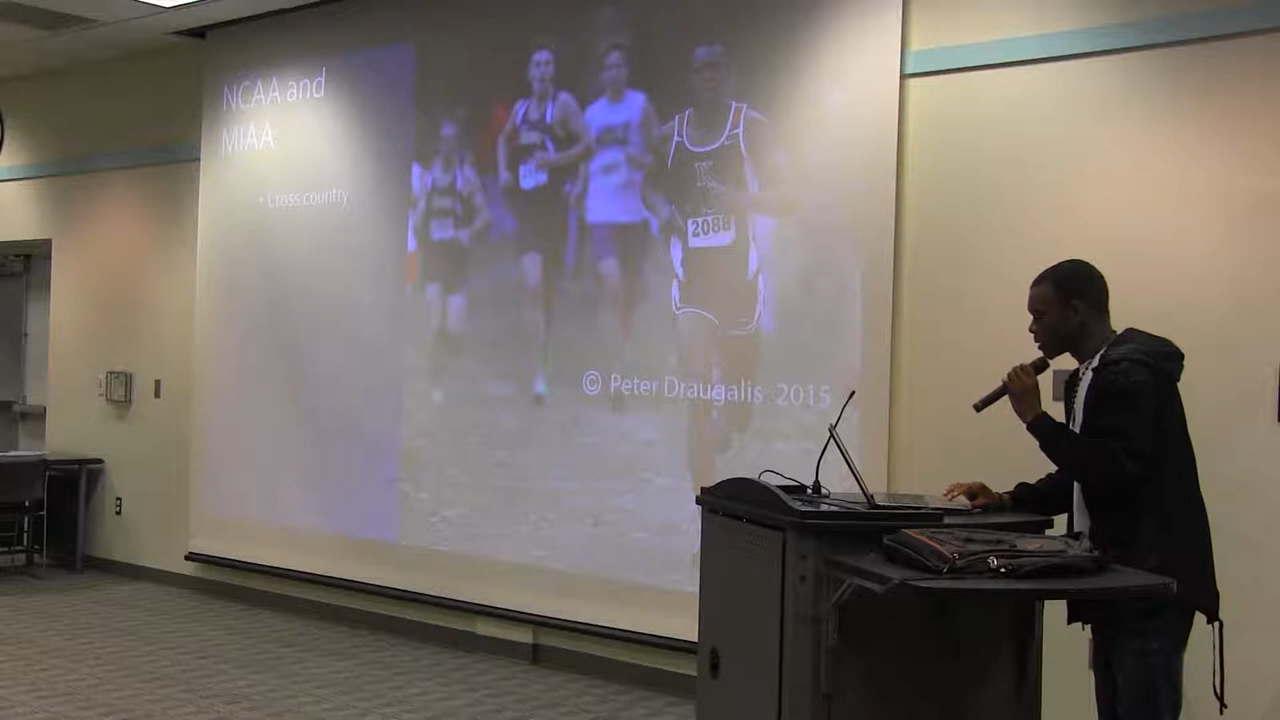 NCAA and
MIAA
• Cross country
K
2088
© Peter Draugalis 2015